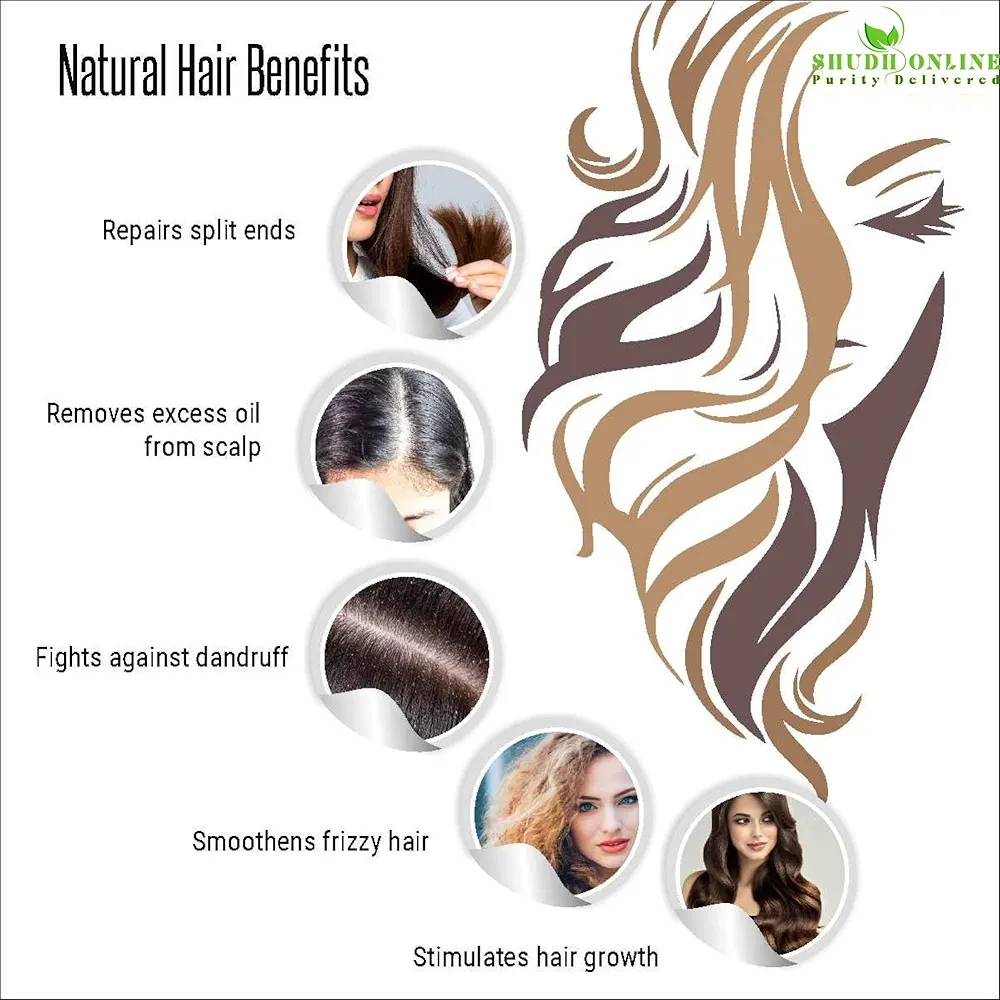 Natural Hair Benefits
SHUDH ONLINE
Purity Delivered
Repairs split ends
Removes excess oil
from scalp
Fights against dandruff
Smoothens frizzy hair
Stimulates hair growth